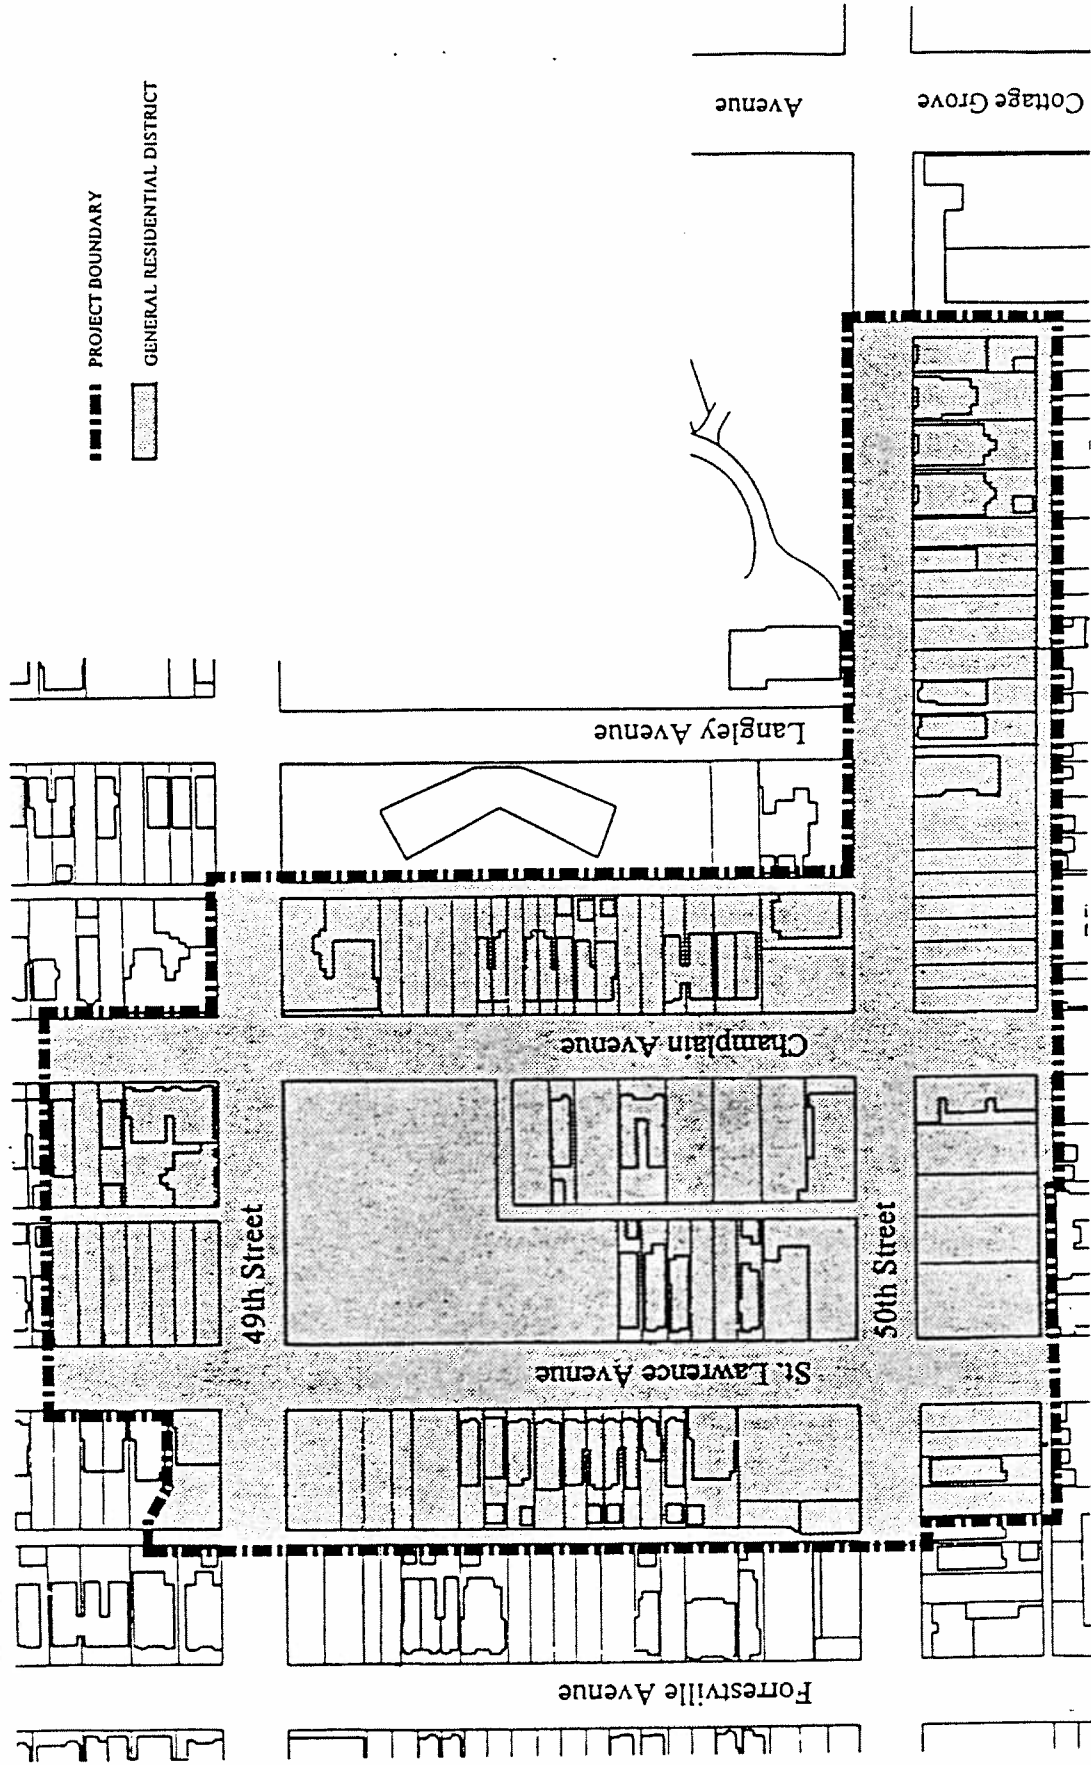 PROJECT BOUNDARY
GENERAL RESIDENTIAL DISTRICT
Cottage Grove
Avenue
Langley Avenue
Champlain Avenue
49th Street
50th Street
St. Lawrence Avenue
Forrestville Avenue